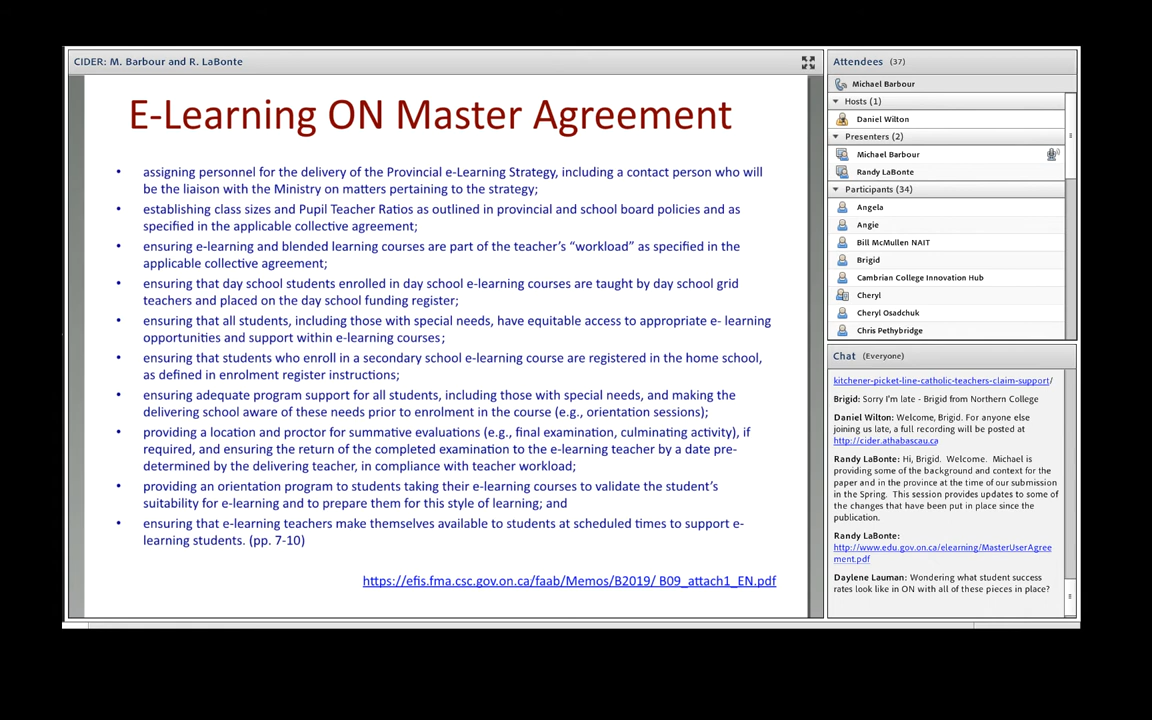 CIDER: M. Barbour and R. LaBonte
E-Learning ON Master Agreement
• assigning personnel for the delivery of the Provincial e-Learning Strategy, including a contact person who will
be the liaison with the Ministry on matters pertaining to the strategy;
• establishing class sizes and Pupil Teacher Ratios as outlined in provincial and school board policies and as
specified in the applicable collective agreement;
• ensuring e-learning and blended learning courses are part of the teacher's “workload” as specified in the
applicable collective agreement;
• ensuring that day school students enrolled in day school e-learning courses are taught by day school grid
teachers and placed on the day school funding register;
• ensuring that all students, including those with special needs, have equitable access to appropriate e- learning
opportunities and support within e-learning courses;
• ensuring that students who enroll in a secondary school e-learning course are registered in the home school,
as defined in enrolment register instructions;
• ensuring adequate program support for all students, including those with special needs, and making the
delivering school aware of these needs prior to enrolment in the course (e.g., orientation sessions);
• providing a location and proctor for summative evaluations (e.g., final examination, culminating activity), if
required, and ensuring the return of the completed examination to the e-learning teacher by a date pre-
determined by the delivering teacher, in compliance with teacher workload;
• providing an orientation program to students taking their e-learning courses to validate the student's
suitability for e-learning and to prepare them for this style of learning; and
• ensuring that e-learning teachers make themselves available to students at scheduled times to support e-
learning students. (pp. 7-10)
https://efis.fma.csc.gov.on.ca/faab/Memos/B2019/ B09_attach1_EN.pdf
Attendees (37)
Michael Barbour
Hosts (1)
Daniel Wilton
Presenters (2)
Michael Barbour
Randy LaBonte
Participants (34)
Angela
Angie
Bill McMullen NAIT
Brigid
Cambrian College Innovation Hub
Cheryl
Cheryl Osadchuk
Chris Pethybridge
Chat (Everyone)
kitchener-picket-line-catholic-teachers-claim-support/
Brigid: Sorry I'm late - Brigid from Northern College
Daniel Wilton: Welcome, Brigid. For anyone else
joining us late, a full recording will be posted at
http://cider.athabascau.ca
Randy LaBonte: Hi, Brigid. Welcome. Michael is
providing some of the background and context for the
paper and in the province at the time of our submission
in the Spring. This session provides updates to some of
the changes that have been put in place since the
publication.
Randy LaBonte:
http://www.edu.gov.on.ca/elearning/MasterUserAgree
ment.pdf
Daylene Lauman: Wondering what student success
rates look like in ON with all of these pieces in place?